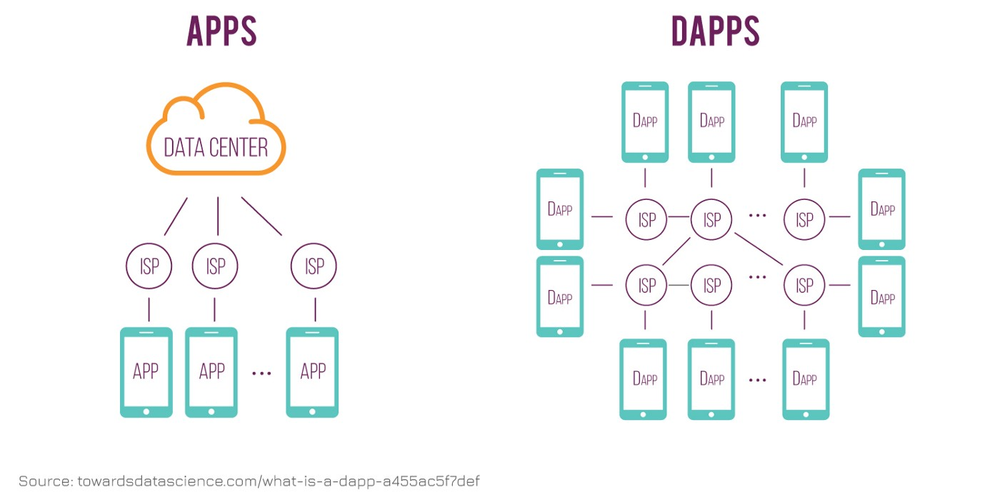 APPS
DATA CENTER
ISP ISP ISP
APP APP ... APP
DAPPS
DAPP DAPP DAPP
DAPP ISP ISP ... ISP DAPP
DAPP ISP ISP ... ISP DAPP
DAPP DAPP ... DAPP
Source: towardsdatascience.com/what-is-a-dapp-a455ac5f7def